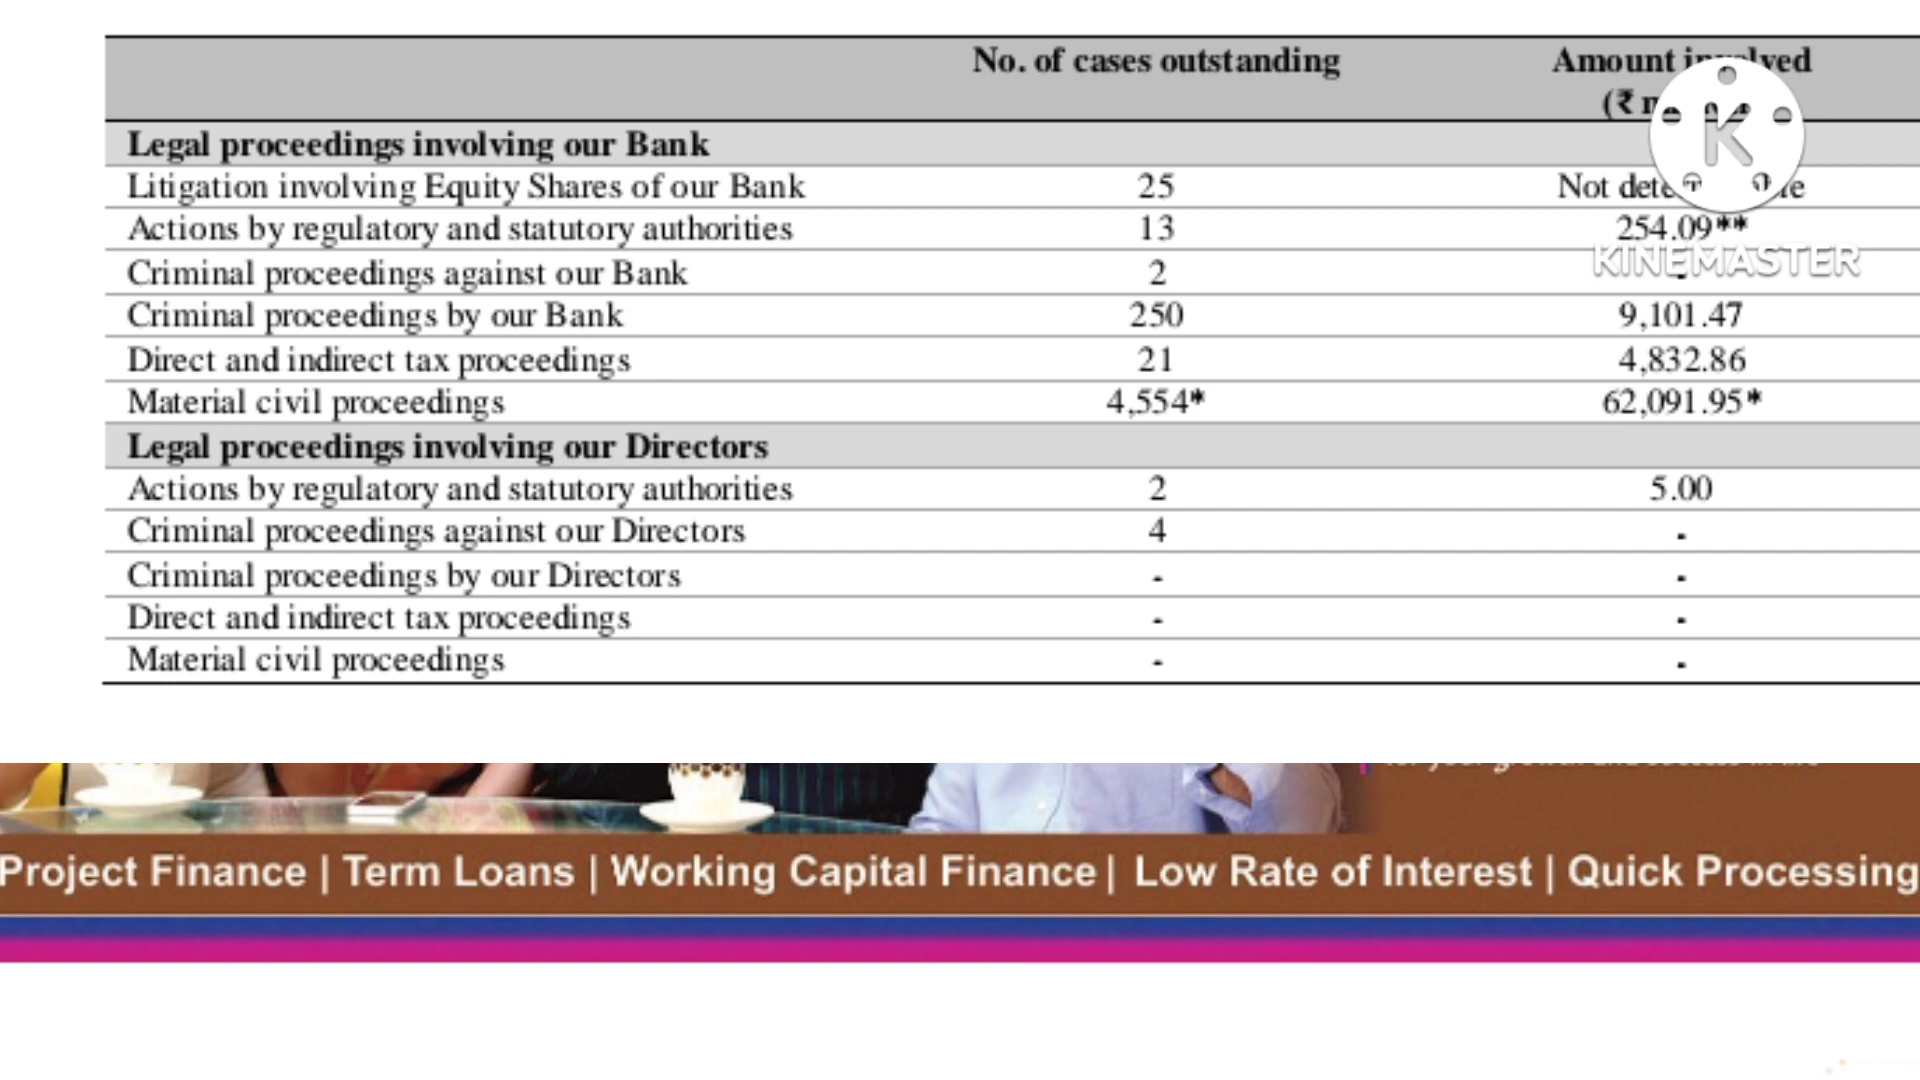 No. of cases outstanding Amount involved
(₹
Legal proceedings involving our Bank
Litigation involving Equity Shares of our Bank 25 Not
Actions by regulatory and statutory authorities 13 254.09**
KINEMASTER
Criminal proceedings against our Bank 2 -
Criminal proceedings by our Bank 250 9,101.47
Direct and indirect tax proceedings 21 4,832.86
Material civil proceedings 4,554* 62,091.95*
Legal proceedings involving our Directors
Actions by regulatory and statutory authorities 2 5.00
Criminal proceedings against our Directors 4 -
Criminal proceedings by our Directors - -
Direct and indirect tax proceedings - -
Material civil proceedings - -
Project Finance | Term Loans | Working Capital Finance | Low Rate of Interest | Quick Processing